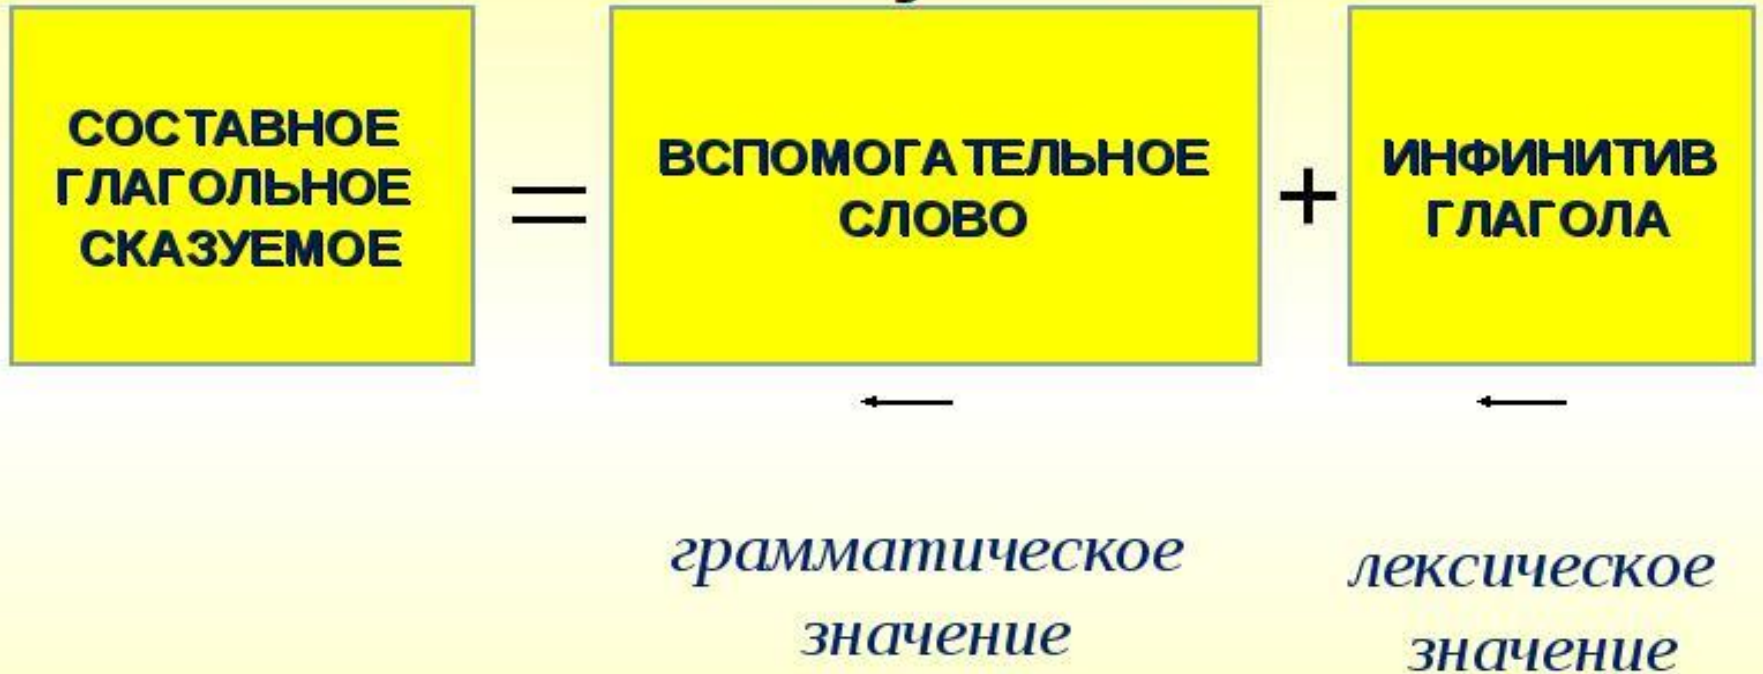 СОСТАВНОЕ
ГЛАГОЛЬНОЕ
СКАЗУЕМОЕ
=
ВСПОМОГАТЕЛЬНОЕ
СЛОВО
+
ИНФИНИТИВ
ГЛАГОЛА
грамматическое
значение
лексическое
значение